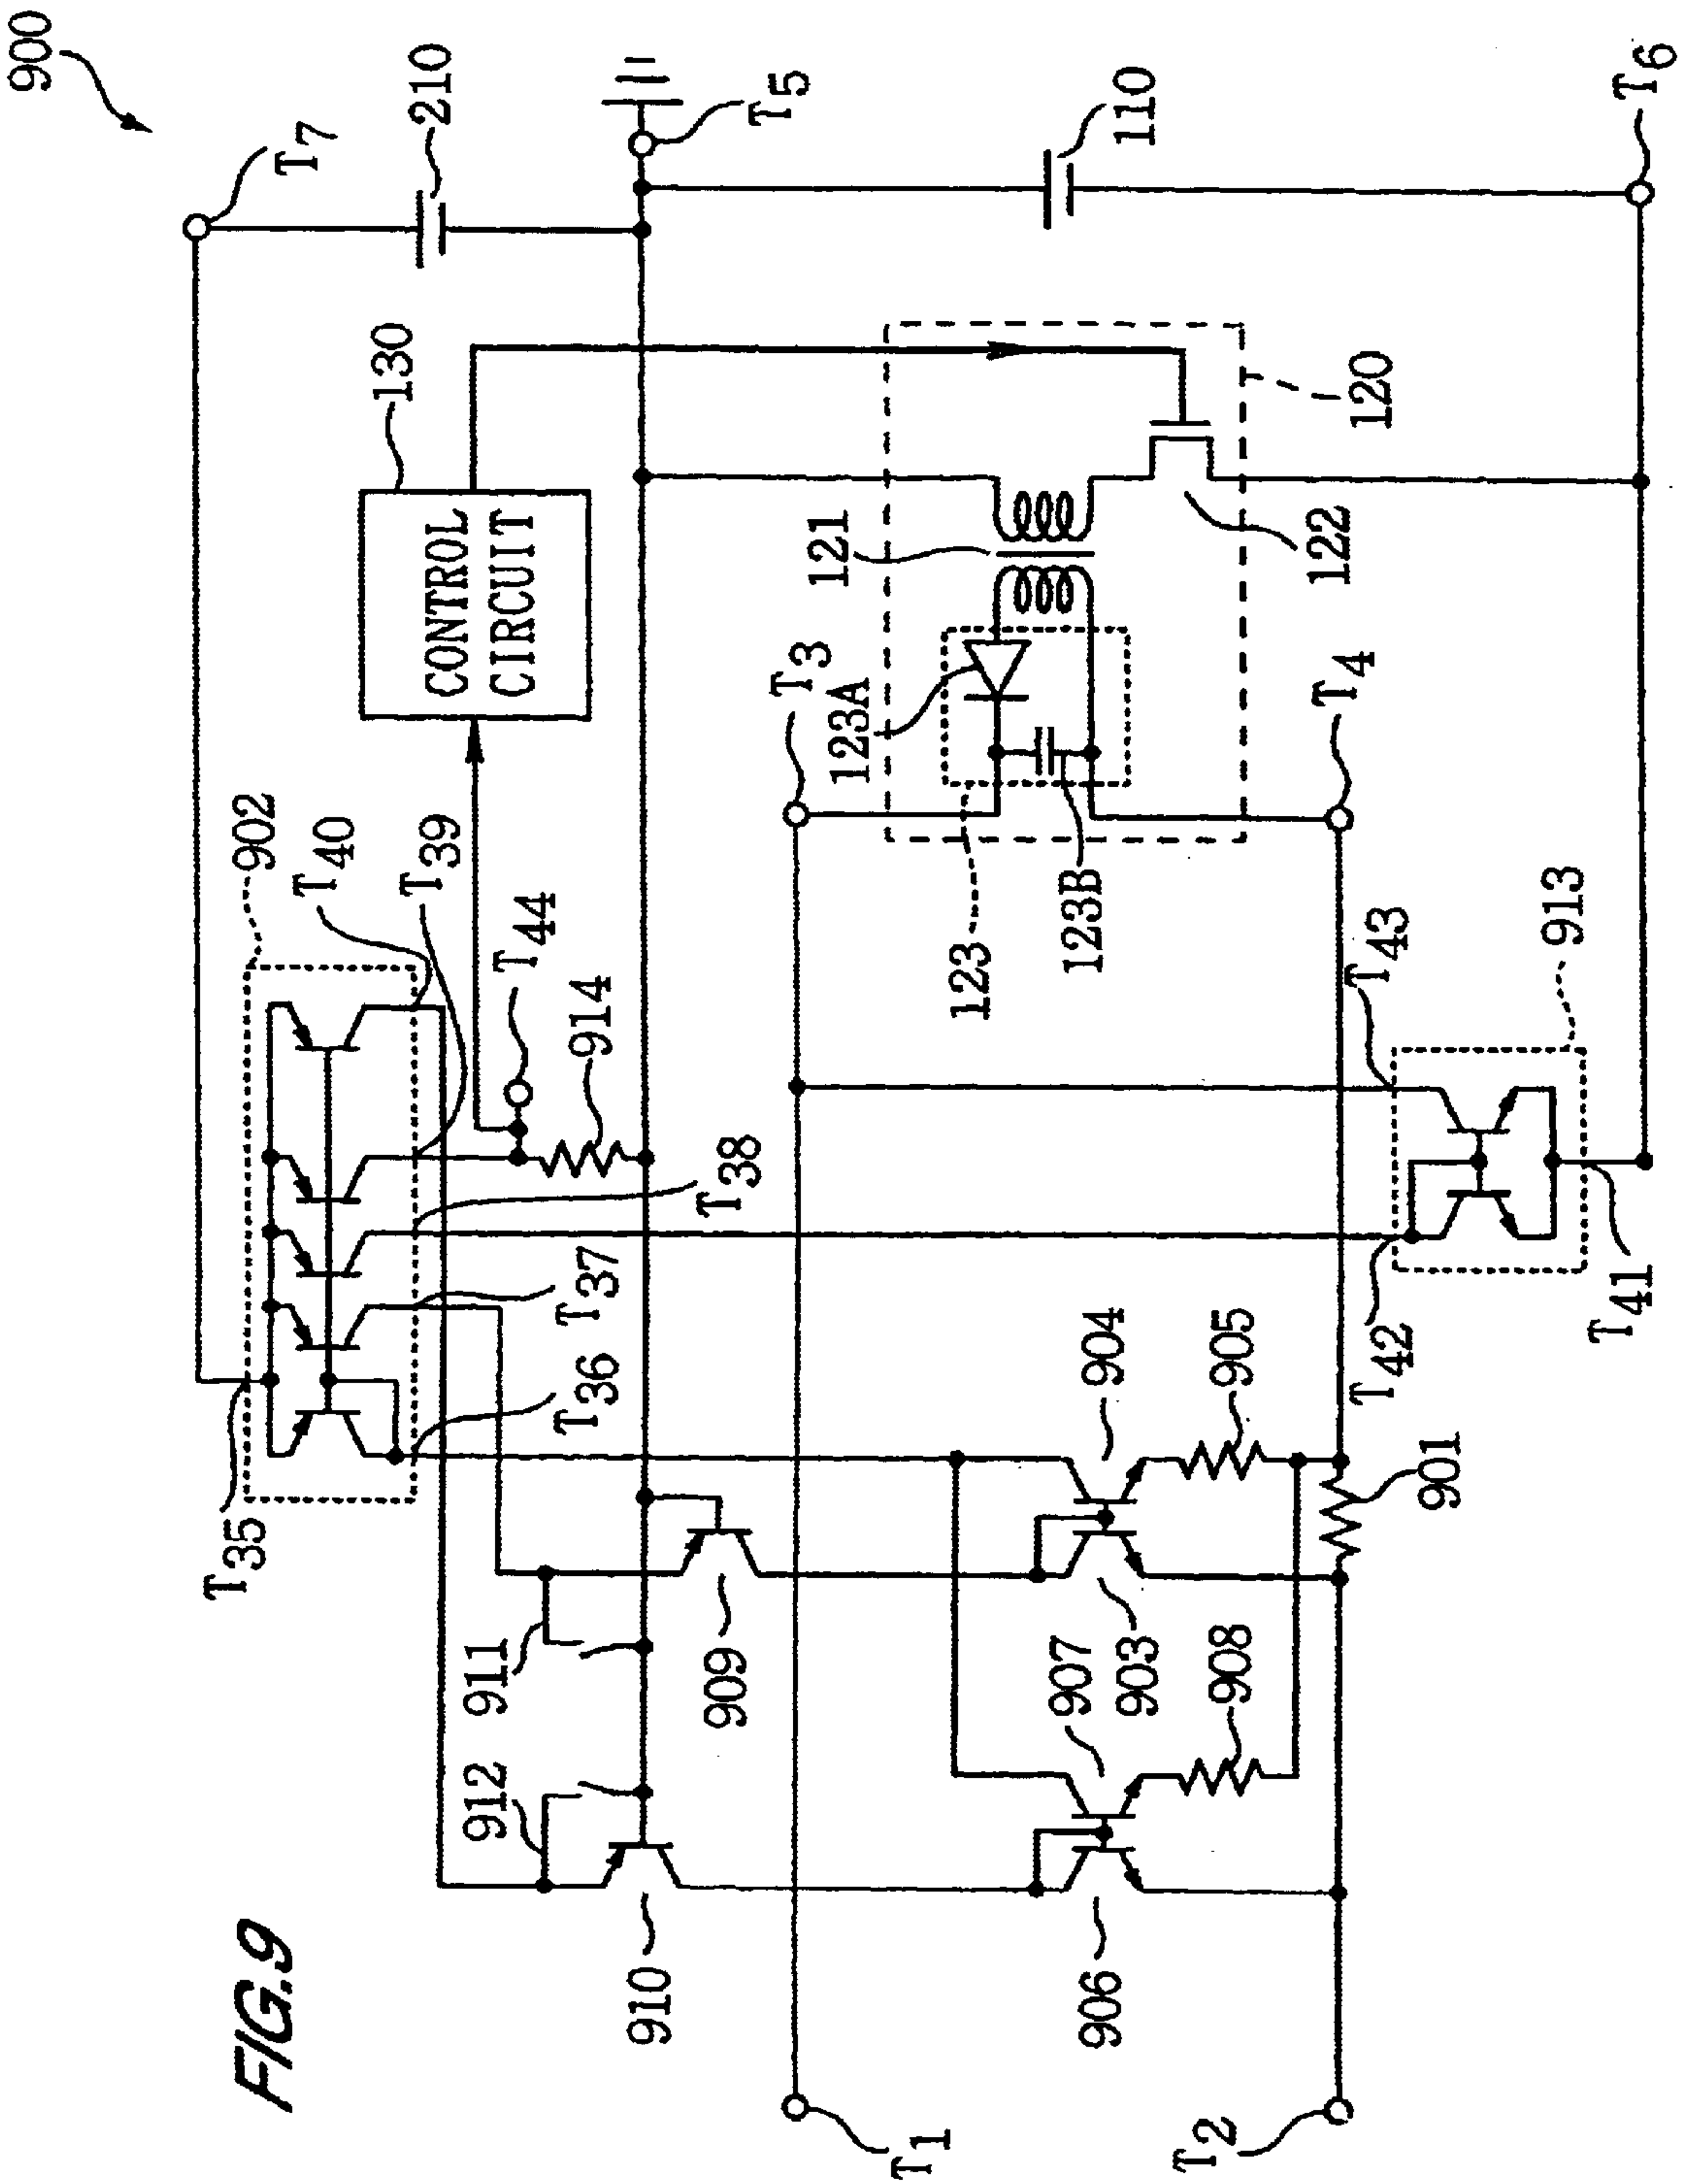 FIG.9
900
T7
210
T5
110
T6
130
CONTROL
CIRCUIT
902
T40
T39
T44
914
T38
T37
T36
T35
911
912
909
910
121
122
120
T3
123A
123
123B
T4
T43
913
T42
T41
904
905
901
907
903
908
906
T1
T2